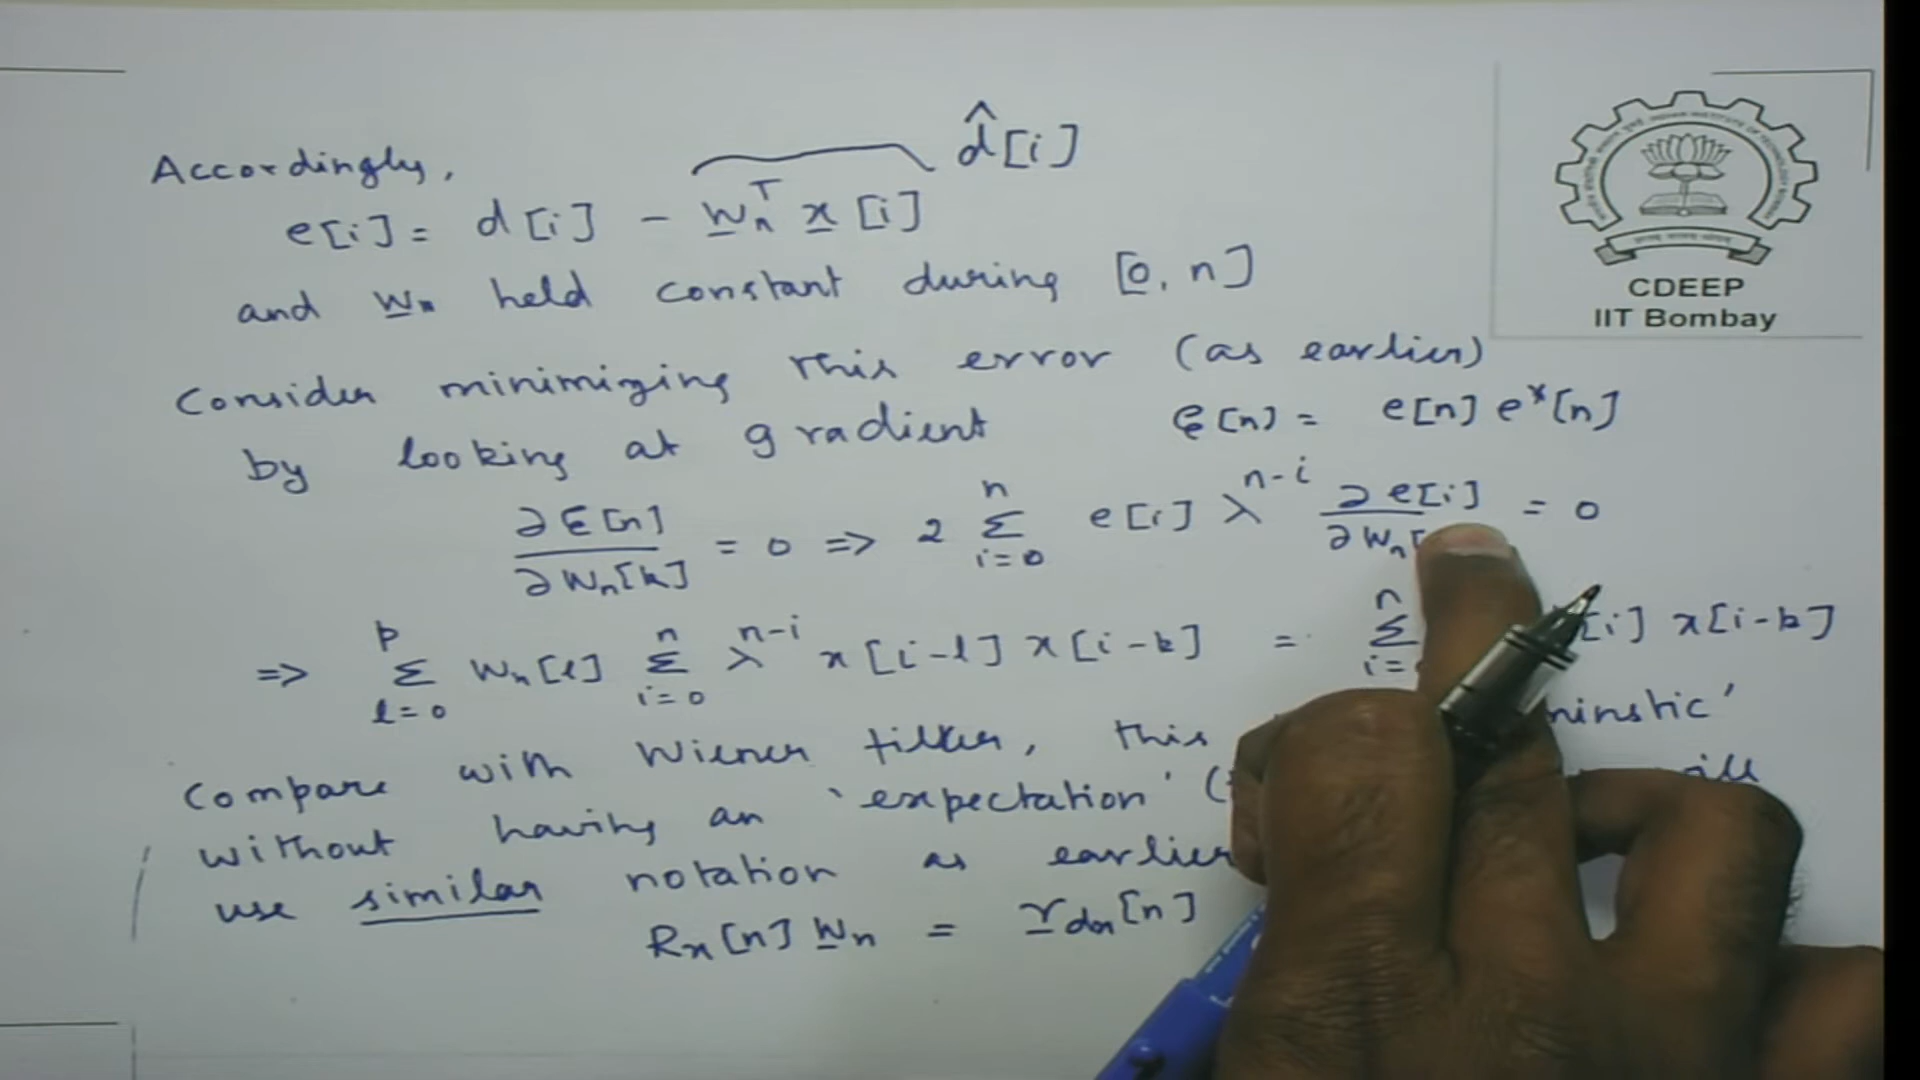 Accordingly, d̂[i]
e[i] = d[i] - w_n^T x[i]
and w_n held constant during [0, n]
Consider minimizing this error (as earlier)
by looking at gradient ξ[n] = e[n] e*[n]
∂ξ[n]/∂w_n[k] = 0 => 2 Σ_{i=0}^{n} e[i] λ^{n-i} ∂e[i]/∂w_n[ = 0
=> Σ_{l=0}^{p} w_n[l] Σ_{i=0}^{n} λ^{n-i} x[i-l] x[i-k] = Σ_{i=}^{n} [i] x[i-k]
Compare with Wiener filter, this ministic'
without having an 'expectation' ( will
use similar notation as earlier
R_x[n] w_n = r_dx[n]
CDEEP
IIT Bombay